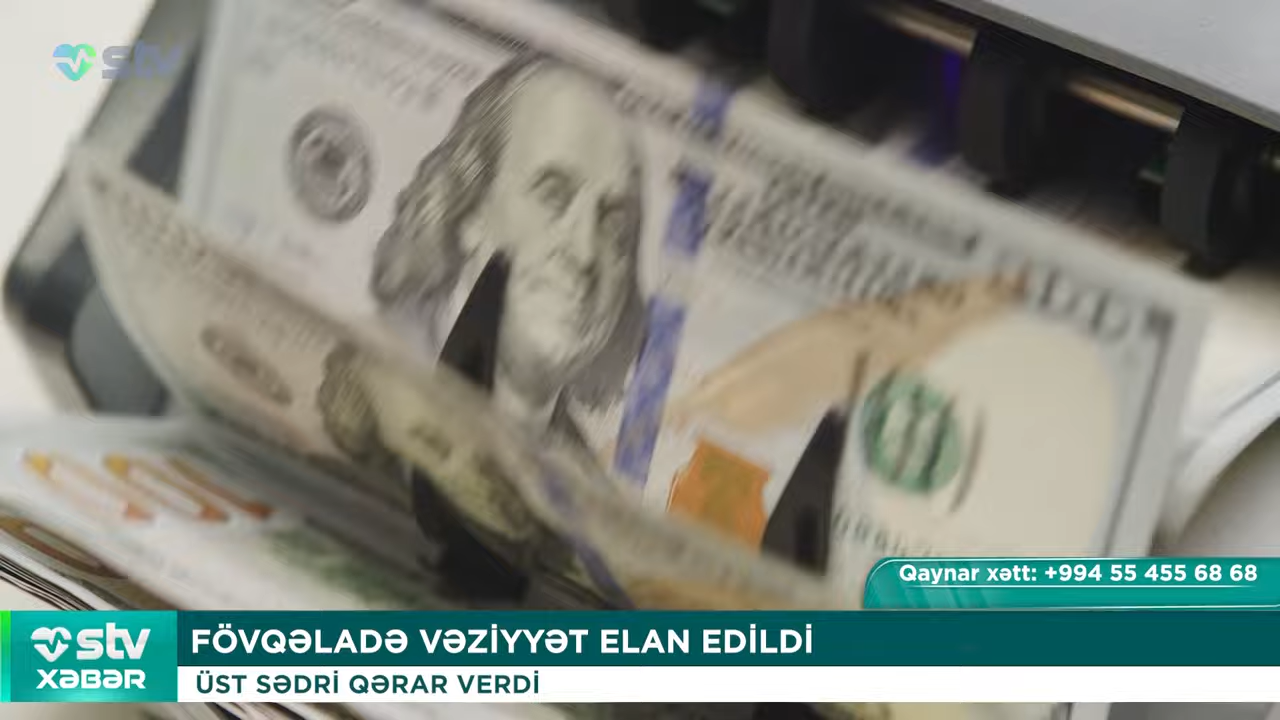 stv
Qaynar xətt: +994 55 455 68 68
stv
XƏBƏR
FÖVQƏLADƏ VƏZİYYƏT ELAN EDİLDİ
ÜST SƏDRİ QƏRAR VERDİ